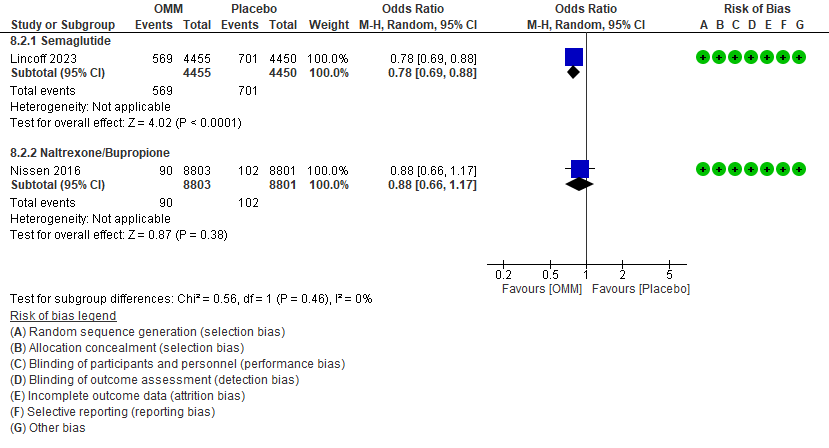 OMM Placebo Odds Ratio Odds Ratio Risk of Bias
Study or Subgroup Events Total Events Total Weight M-H, Random, 95% CI M-H, Random, 95% CI A B C D E F G
8.2.1 Semaglutide
Lincoff 2023 569 4455 701 4450 100.0% 0.78 [0.69, 0.88] + + + + + + +
Subtotal (95% CI) 4455 4450 100.0% 0.78 [0.69, 0.88]
Total events 569 701
Heterogeneity: Not applicable
Test for overall effect: Z = 4.02 (P < 0.0001)
8.2.2 Naltrexone/Bupropione
Nissen 2016 90 8803 102 8801 100.0% 0.88 [0.66, 1.17] + + + + + + +
Subtotal (95% CI) 8803 8801 100.0% 0.88 [0.66, 1.17]
Total events 90 102
Heterogeneity: Not applicable
Test for overall effect: Z = 0.87 (P = 0.38)
0.2 0.5 1 2 5
Favours [OMM] Favours [Placebo]
Test for subgroup differences: Chi² = 0.56, df = 1 (P = 0.46), I² = 0%
Risk of bias legend
(A) Random sequence generation (selection bias)
(B) Allocation concealment (selection bias)
(C) Blinding of participants and personnel (performance bias)
(D) Blinding of outcome assessment (detection bias)
(E) Incomplete outcome data (attrition bias)
(F) Selective reporting (reporting bias)
(G) Other bias